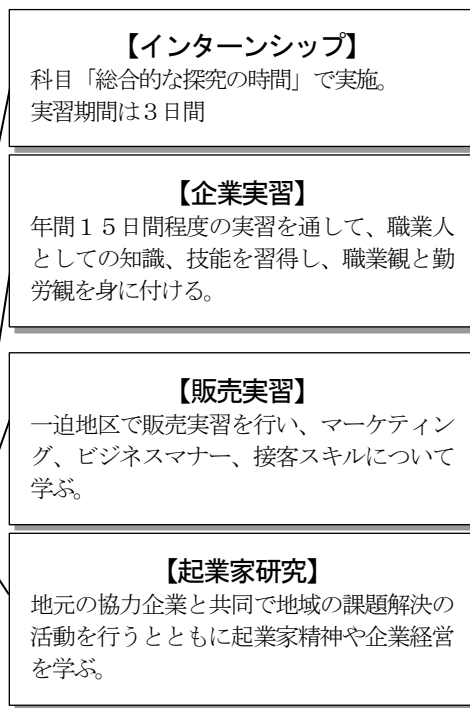 【インターンシップ】
科目「総合的な探究の時間」で実施。
実習期間は３日間
【企業実習】
年間１５日間程度の実習を通して、職業人
としての知識、技能を習得し、職業観と勤
労観を身に付ける。
【販売実習】
一迫地区で販売実習を行い、マーケティン
グ、ビジネスマナー、接客スキルについて
学ぶ。
【起業家研究】
地元の協力企業と共同で地域の課題解決の
活動を行うとともに起業家精神や企業経営
を学ぶ。